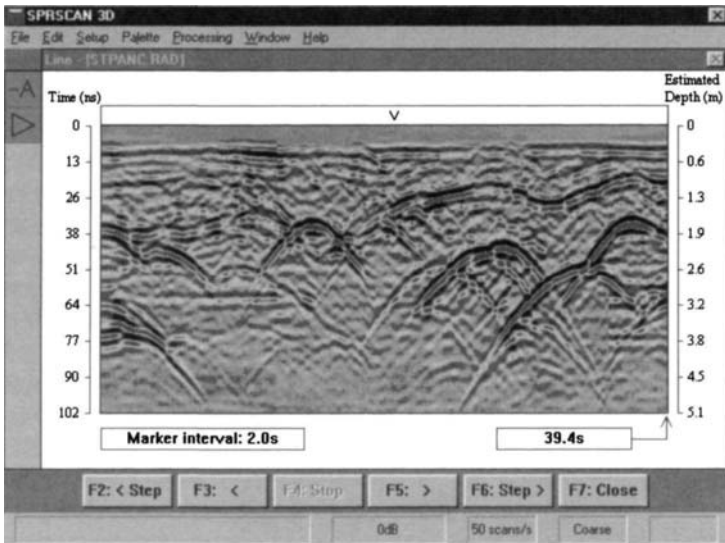 SPRSCAN 3D
File Edit Setup Palette Processing Window Help
Line - [STPANC.RAD]
-A
Time (ns)
Estimated Depth (m)
V
0 0
13 0.6
26 1.3
38 1.9
51 2.6
64 3.2
77 3.8
90 4.5
102 5.1
Marker interval: 2.0s 39.4s
F2: < Step F3: < F4: Stop F5: > F6: Step > F7: Close
0dB 50 scans/s Coarse